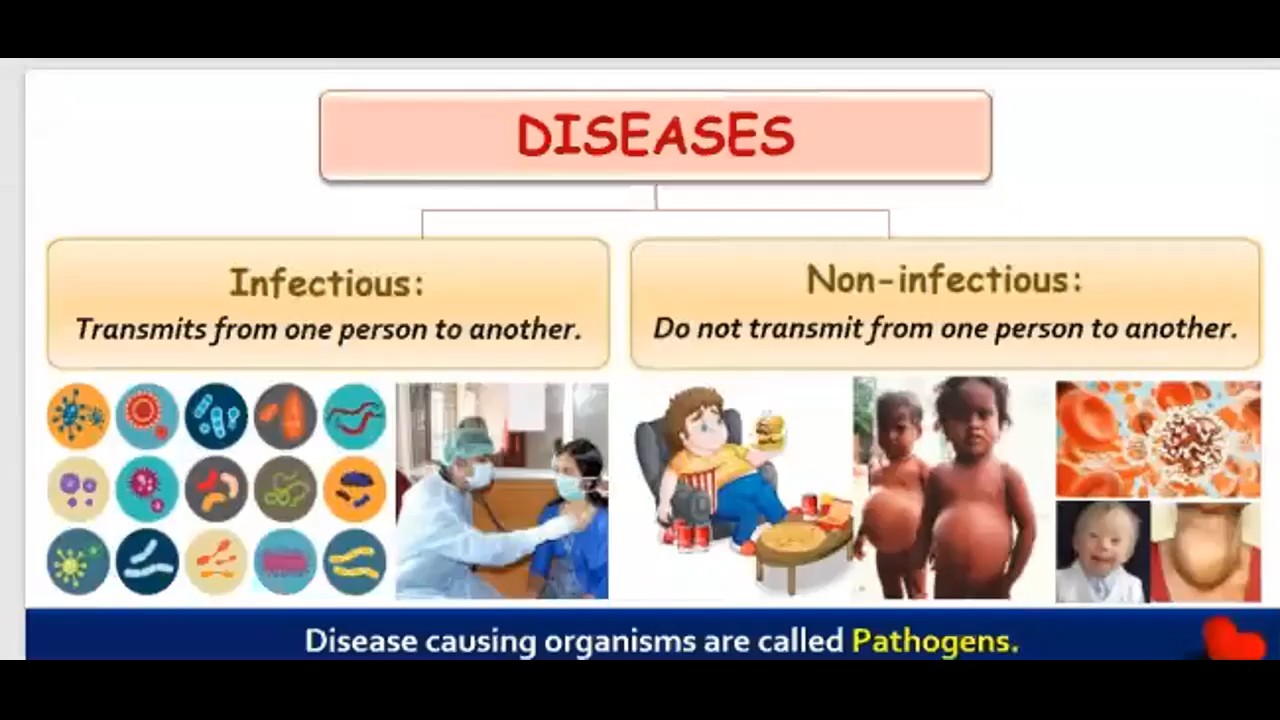 DISEASES
Infectious:
Transmits from one person to another.
Non-infectious:
Do not transmit from one person to another.
Disease causing organisms are called Pathogens.